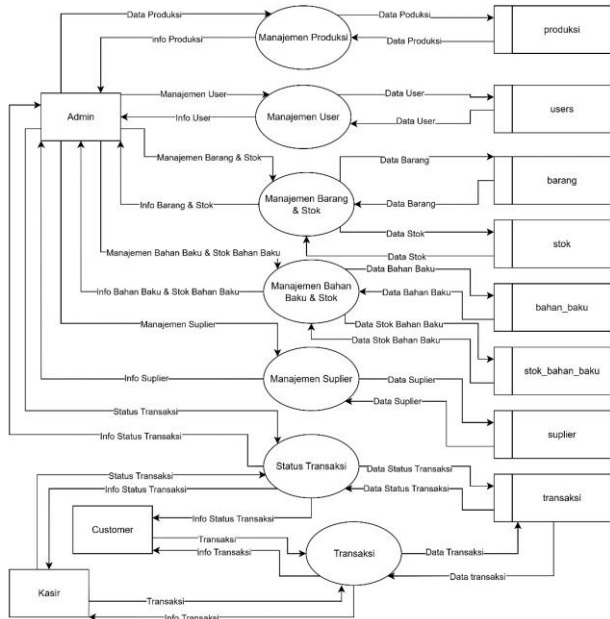 Data Produksi
Data Poduksi
produksi
info Produksi
Manajemen Produksi
Data Produksi
Manajemen User
Data User
users
Admin
Info User
Manajemen User
Data User
Manajemen Barang & Stok
Data Barang
barang
Info Barang & Stok
Manajemen Barang
& Stok
Data Barang
Data Stok
stok
Data Stok
Manajemen Bahan Baku & Stok Bahan Baku
Data Bahan Baku
Info Bahan Baku & Stok Bahan Baku
Manajemen Bahan
Baku & Stok
Data Bahan Baku
bahan_baku
Data Stok Bahan Baku
Manajemen Suplier
Data Stok Bahan Baku
stok_bahan_baku
Info Suplier
Manajemen Suplier
Data Suplier
Data Suplier
suplier
Status Transaksi
Info Status Transaksi
Status Transaksi
Data Status Transaksi
Status Transaksi
Info Status Transaksi
Data Status Transaksi
transaksi
Info Status Transaksi
Customer
Transaksi
Info Transaksi
Transaksi
Data Transaksi
Data transaksi
Kasir
Transaksi
Info Transaksi